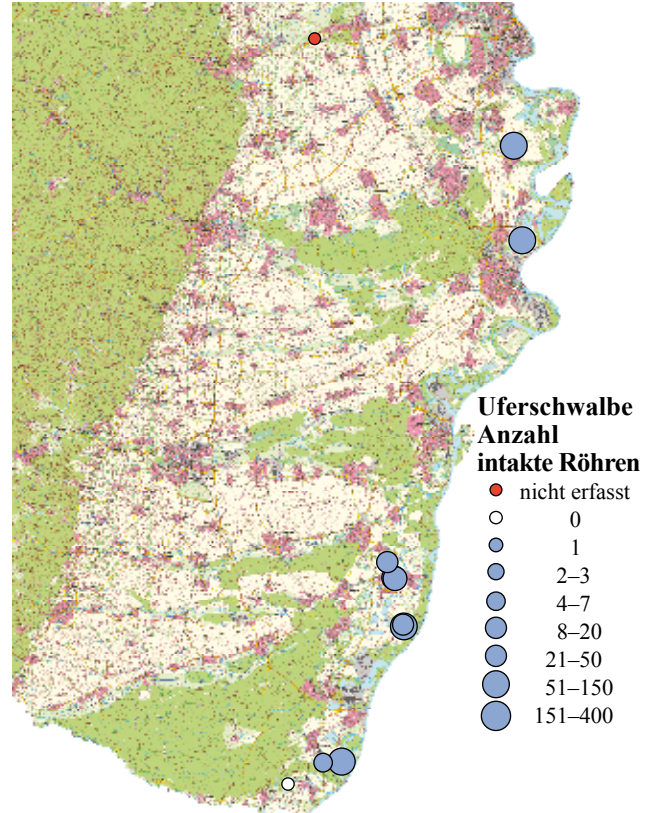 Uferschwalbe
Anzahl
intakte Röhren
nicht erfasst
0
1
2–3
4–7
8–20
21–50
51–150
151–400